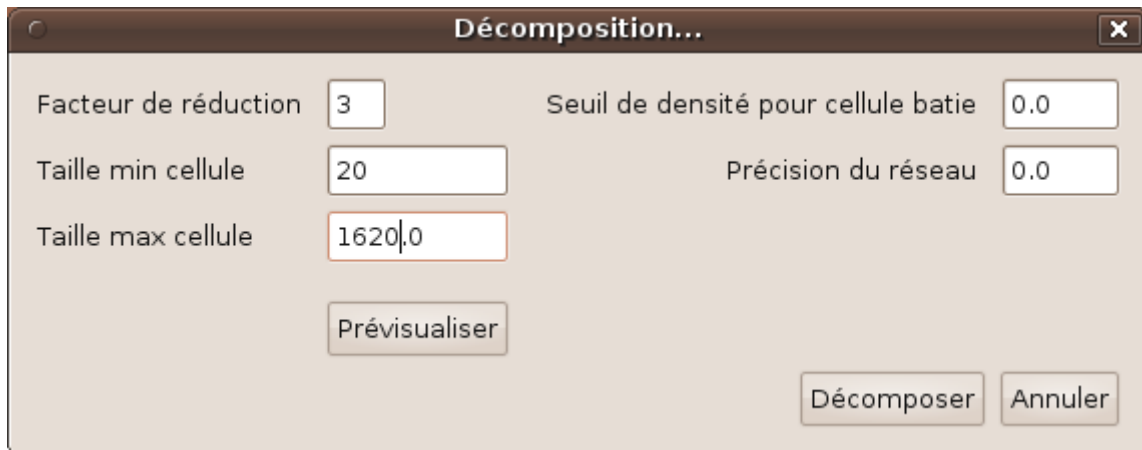 Décomposition...
Facteur de réduction 3 Seuil de densité pour cellule batie 0.0
Taille min cellule 20 Précision du réseau 0.0
Taille max cellule 1620.0
Prévisualiser
Décomposer Annuler